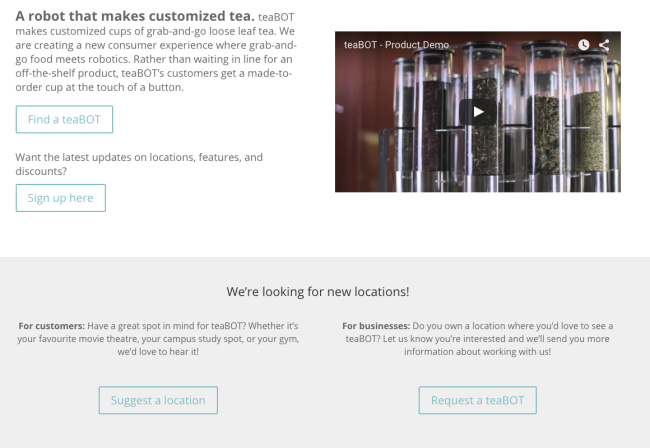 A robot that makes customized tea. teaBOT
makes customized cups of grab-and-go loose leaf tea. We
are creating a new consumer experience where grab-and-
go food meets robotics. Rather than waiting in line for an
off-the-shelf product, teaBOT's customers get a made-to-
order cup at the touch of a button.
Find a teaBOT
Want the latest updates on locations, features, and
discounts?
Sign up here
teaBOT - Product Demo
We're looking for new locations!
For customers: Have a great spot in mind for teaBOT? Whether it's
your favourite movie theatre, your campus study spot, or your gym,
we'd love to hear it!
Suggest a location
For businesses: Do you own a location where you'd love to see a
teaBOT? Let us know you're interested and we'll send you more
information about working with us!
Request a teaBOT